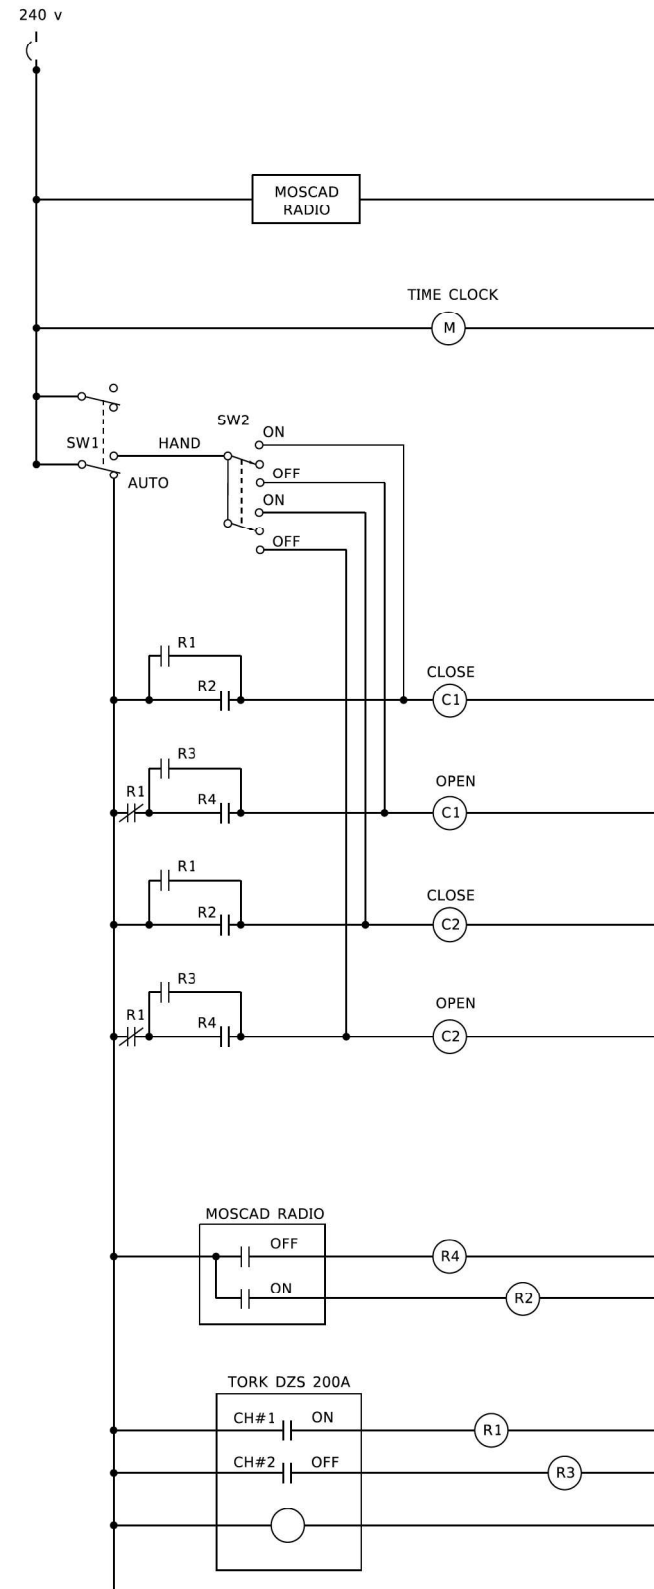 240 v
MOSCAD
RADIO
TIME CLOCK
M
SW2
ON
SW1
HAND
OFF
AUTO
ON
OFF
R1
CLOSE
R2
C1
R3
OPEN
R1
R4
C1
R1
CLOSE
R2
C2
R3
OPEN
R1
R4
C2
MOSCAD RADIO
OFF
R4
ON
R2
TORK DZS 200A
CH#1 ON
R1
CH#2 OFF
R3